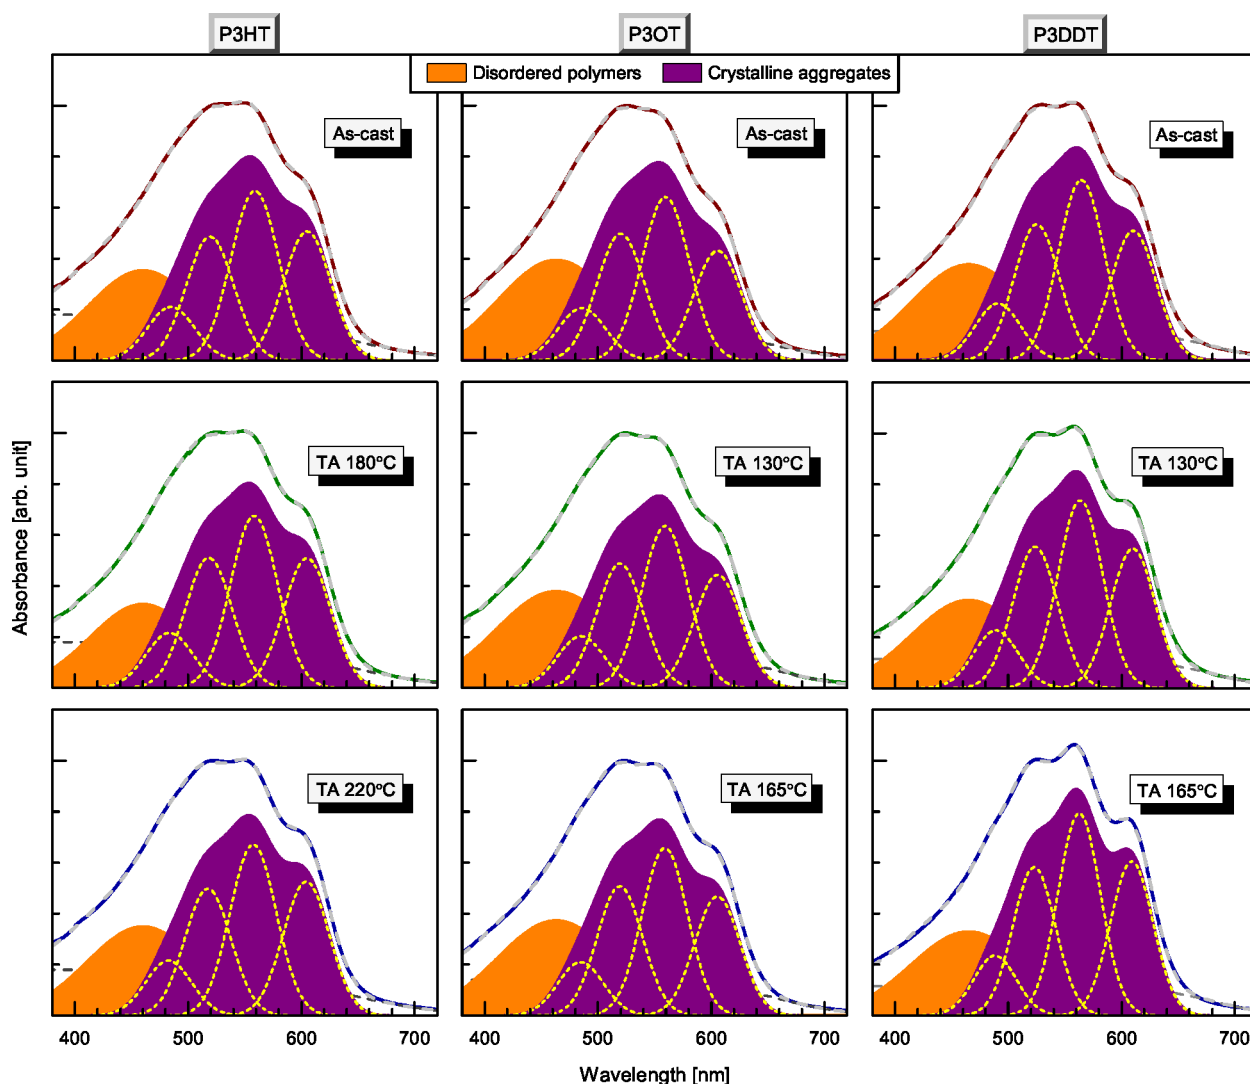 P3HT P3OT P3DDT
Disordered polymers Crystalline aggregates
As-cast As-cast As-cast
TA 180°C TA 130°C TA 130°C
Absorbance [arb. unit]
TA 220°C TA 165°C TA 165°C
400 500 600 700 400 500 600 700 400 500 600 700
Wavelength [nm]